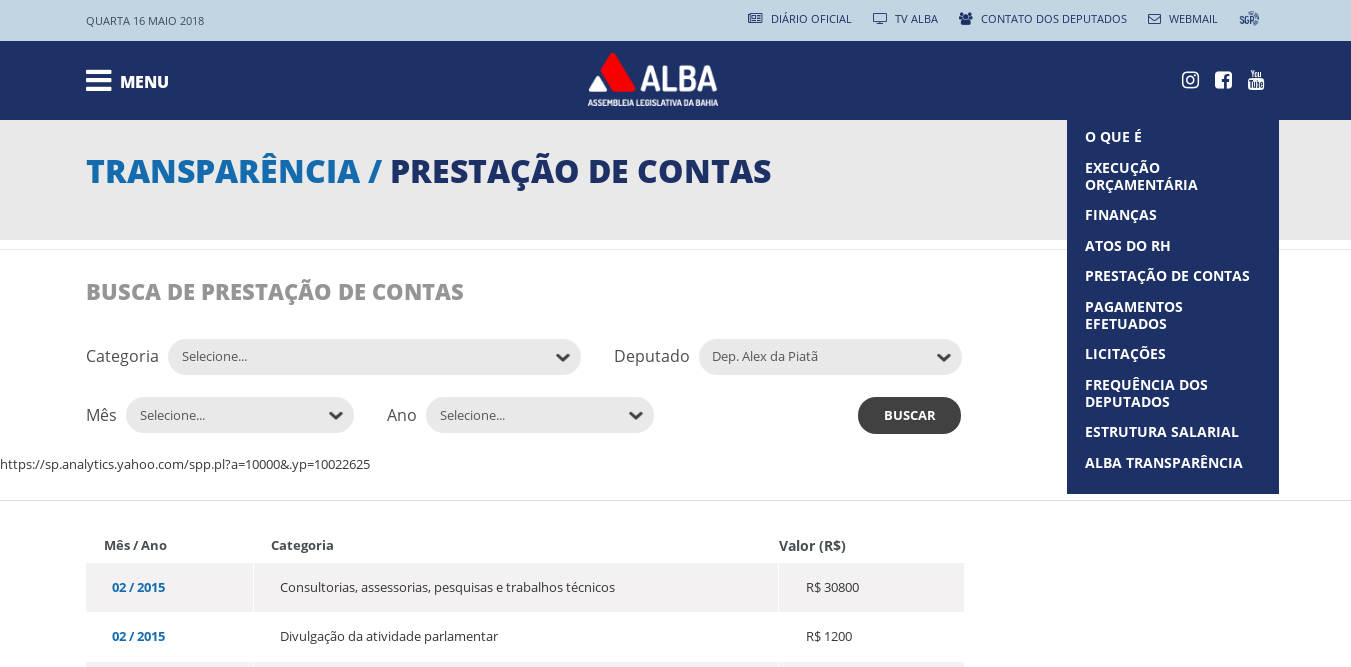 QUARTA 16 MAIO 2018
DIÁRIO OFICIAL
TV ALBA
CONTATO DOS DEPUTADOS
WEBMAIL
SGP
MENU
ALBA
ASSEMBLEIA LEGISLATIVA DA BAHIA
You
Tube
TRANSPARÊNCIA / PRESTAÇÃO DE CONTAS
O QUE É
EXECUÇÃO
ORÇAMENTÁRIA
FINANÇAS
ATOS DO RH
PRESTAÇÃO DE CONTAS
PAGAMENTOS
EFETUADOS
LICITAÇÕES
FREQUÊNCIA DOS
DEPUTADOS
ESTRUTURA SALARIAL
ALBA TRANSPARÊNCIA
BUSCA DE PRESTAÇÃO DE CONTAS
Categoria Selecione... Deputado Dep. Alex da Piatã
Mês Selecione... Ano Selecione... BUSCAR
https://sp.analytics.yahoo.com/spp.pl?a=10000&.yp=10022625
Mês / Ano Categoria Valor (R$)
02 / 2015 Consultorias, assessorias, pesquisas e trabalhos técnicos R$ 30800
02 / 2015 Divulgação da atividade parlamentar R$ 1200